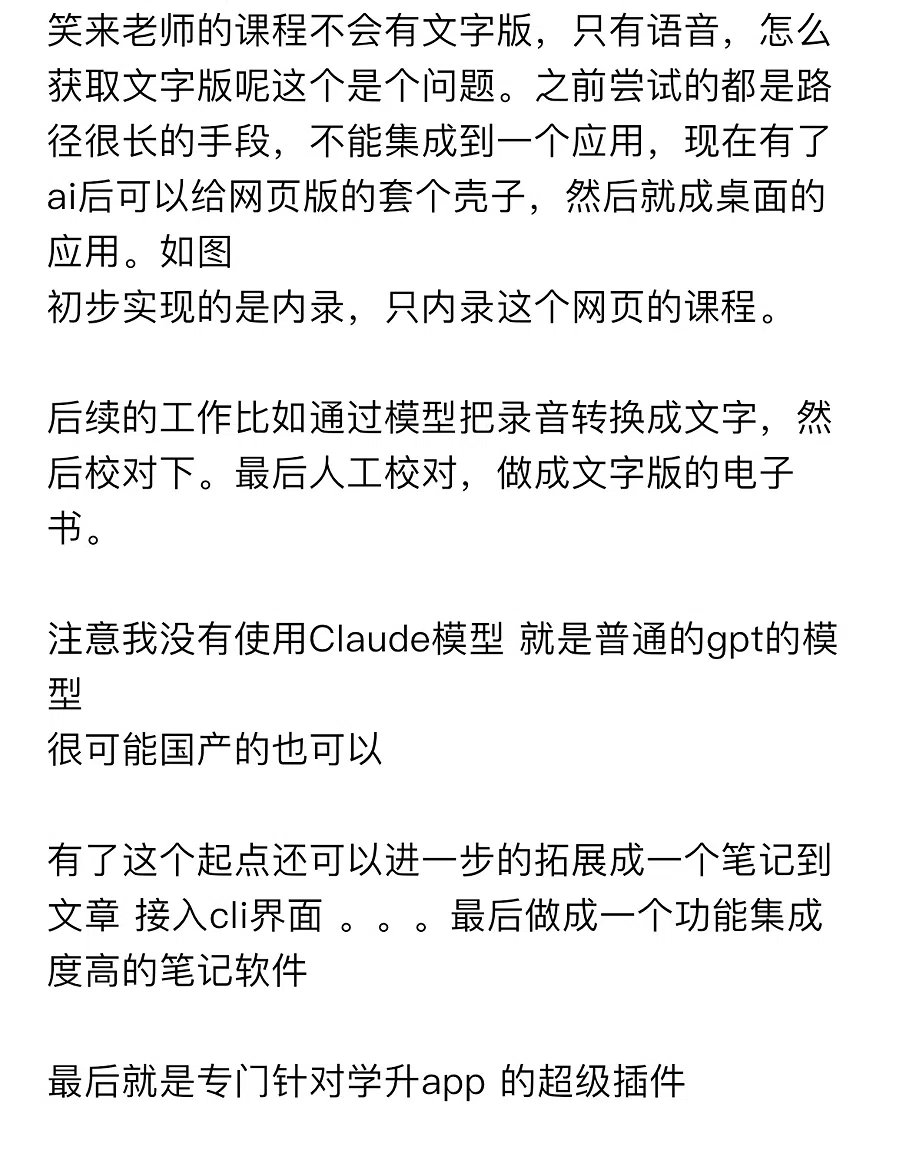 笑来老师的课程不会有文字版，只有语音，怎么
获取文字版呢这个是个问题。之前尝试的都是路
径很长的手段，不能集成到一个应用，现在有了
ai后可以给网页版的套个壳子，然后就成桌面的
应用。如图
初步实现的是内录，只内录这个网页的课程。
后续的工作比如通过模型把录音转换成文字，然
后校对下。最后人工校对，做成文字版的电子
书。
注意我没有使用Claude模型 就是普通的gpt的模
型
很可能国产的也可以
有了这个起点还可以进一步的拓展成一个笔记到
文章 接入cli界面 。。。最后做成一个功能集成
度高的笔记软件
最后就是专门针对学升app 的超级插件